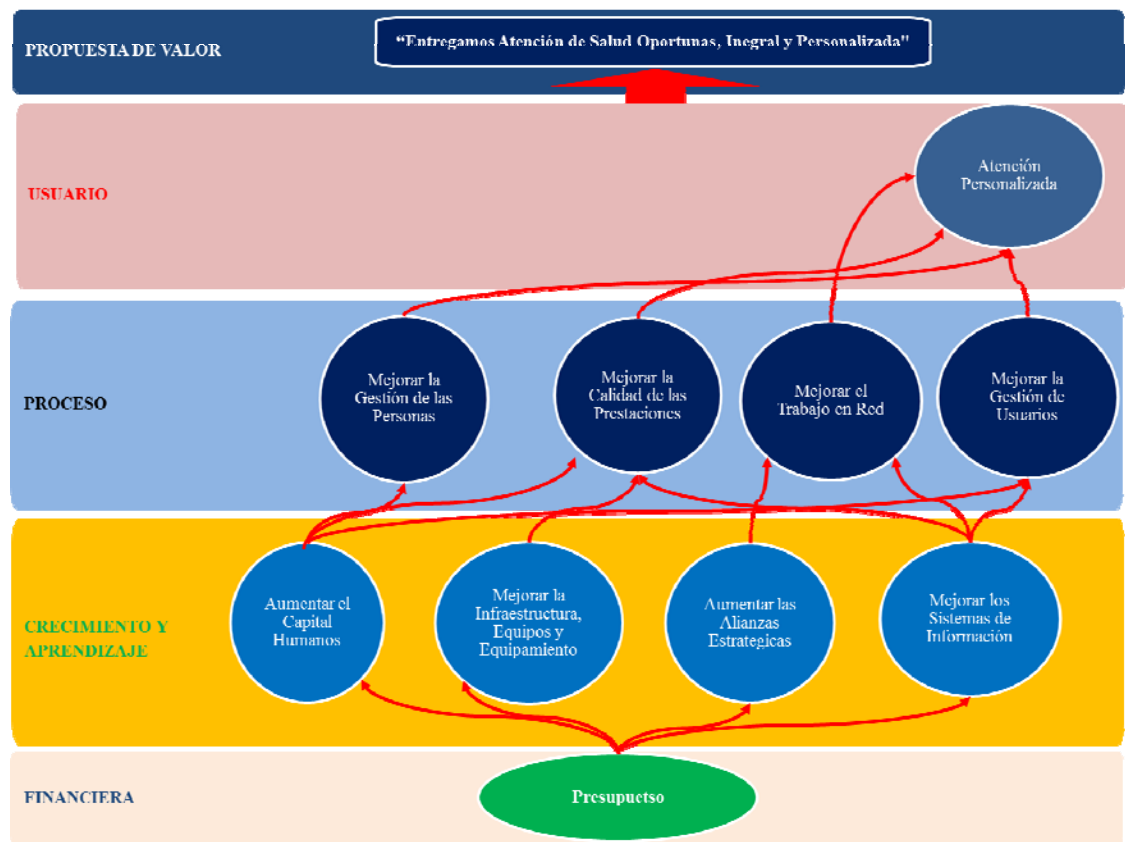 PROPUESTA DE VALOR
“Entregamos Atención de Salud Oportunas, Inegral y Personalizada"
USUARIO
Atención
Personalizada
PROCESO
Mejorar la
Gestión de las
Personas
Mejorar la
Calidad de las
Prestaciones
Mejorar el
Trabajo en Red
Mejorar la
Gestión de
Usuarios
CRECIMIENTO Y
APRENDIZAJE
Aumentar el
Capital
Humanos
Mejorar la
Infraestructura,
Equipos y
Equipamiento
Aumentar las
Alianzas
Estrategicas
Mejorar los
Sistemas de
Información
FINANCIERA
Presupuetso